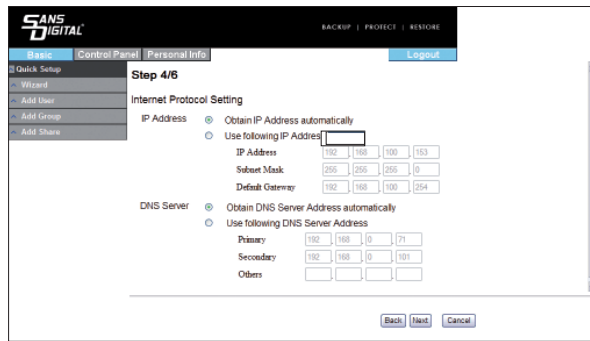 SANS DIGITAL
BACKUP | PROTECT | RESTORE
Basic Control Panel Personal Info Logout
Quick Setup
Wizard
Add User
Add Group
Add Share
Step 4/6
Internet Protocol Setting
IP Address Obtain IP Address automatically
Use following IP Addres
IP Address 192 . 168 . 100 . 153
Subnet Mask 255 . 255 . 255 . 0
Default Gateway 192 . 168 . 100 . 254
DNS Server Obtain DNS Server Address automatically
Use following DNS Server Address
Primary 192 . 168 . 0 . 71
Secondary 192 . 168 . 0 . 101
Others . . .
Back Next Cancel